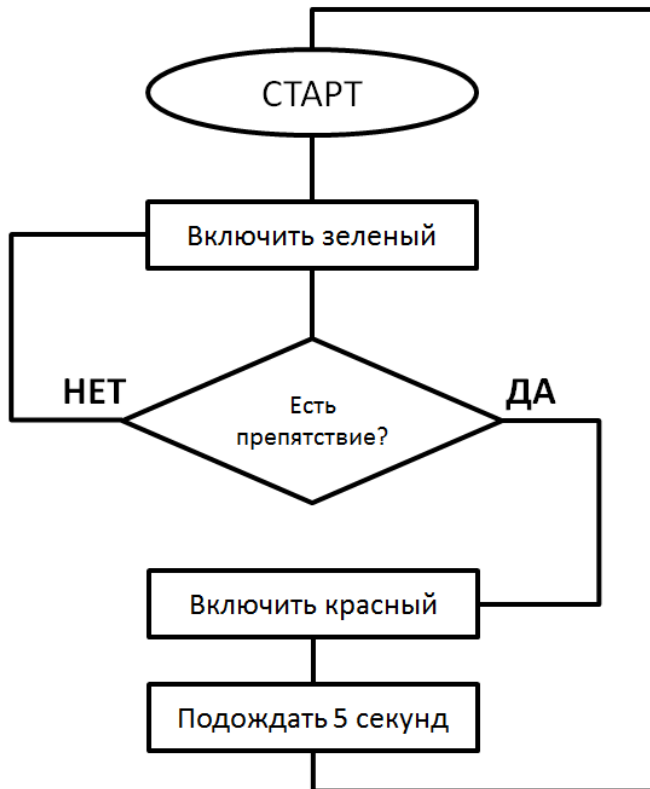 СТАРТ
Включить зеленый
НЕТ
ДА
Есть
препятствие?
Включить красный
Подождать 5 секунд